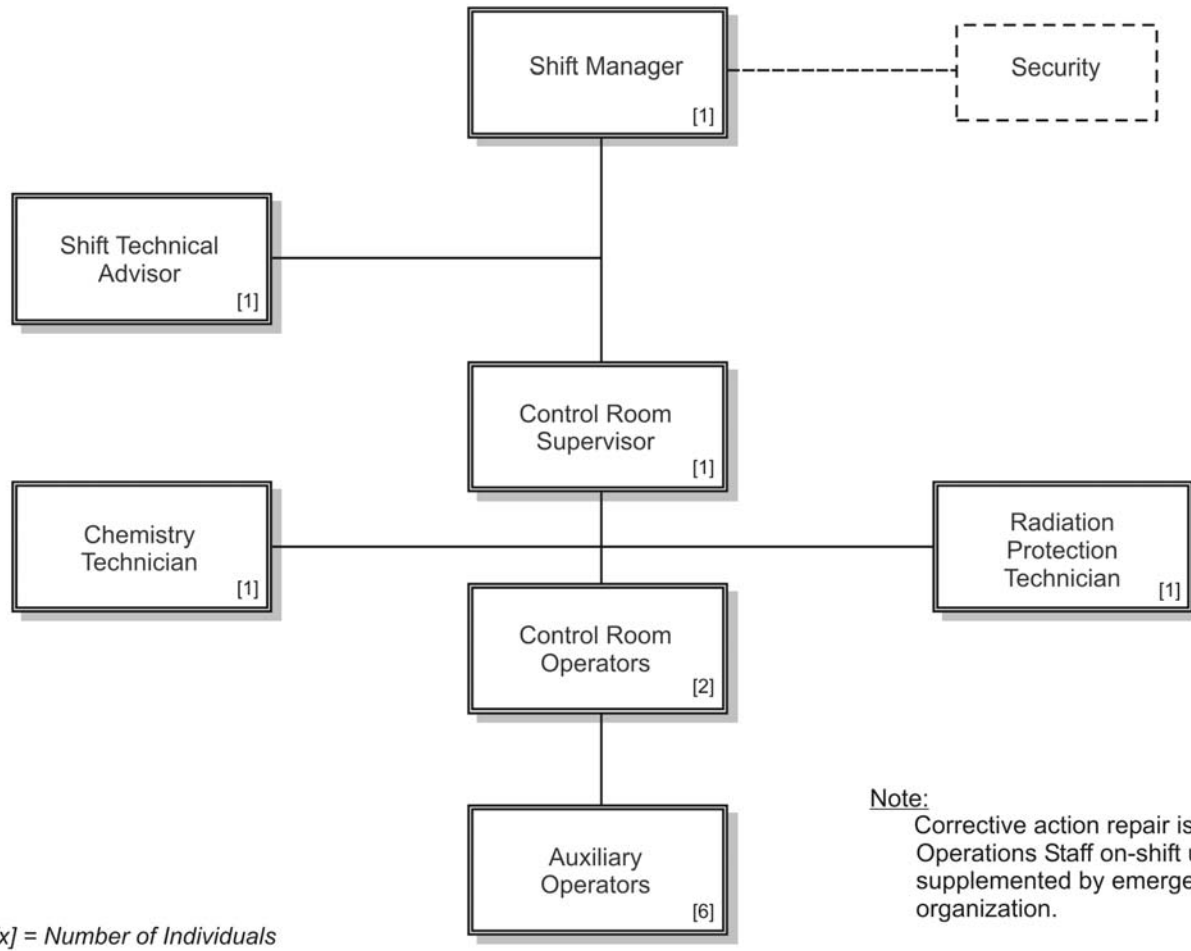 Shift Manager
[1]
Security
Shift Technical
Advisor
[1]
Control Room
Supervisor
[1]
Chemistry
Technician
[1]
Radiation
Protection
Technician
[1]
Control Room
Operators
[2]
Auxiliary
Operators
[6]
Note:
Corrective action repair is
Operations Staff on-shift
supplemented by
organization.
x] = Number of Individuals